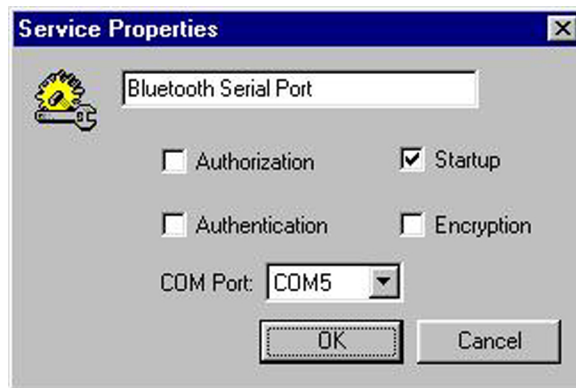 Service Properties
Bluetooth Serial Port
Authorization
Startup
Authentication
Encryption
COM Port: COM5
OK
Cancel